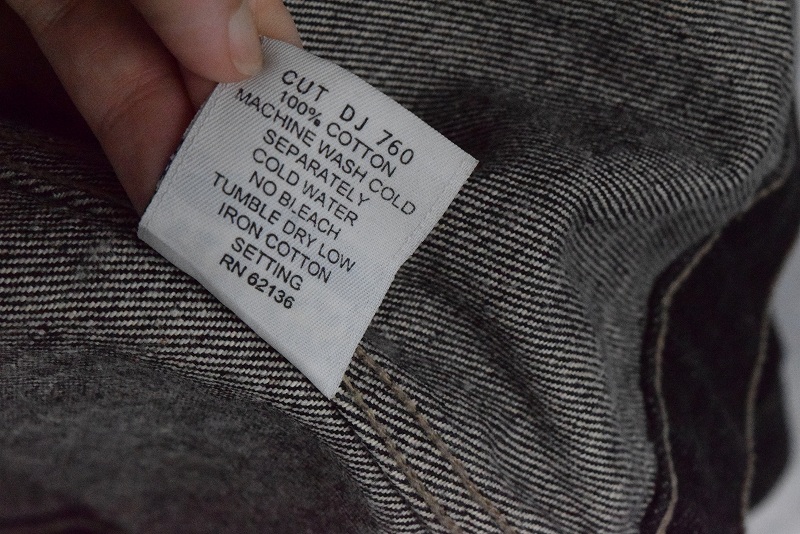 CUT DJ 760
100% COTTON
MACHINE WASH COLD
SEPARATELY
COLD WATER
NO BLEACH
TUMBLE DRY LOW
IRON COTTON
SETTING
RN 62136